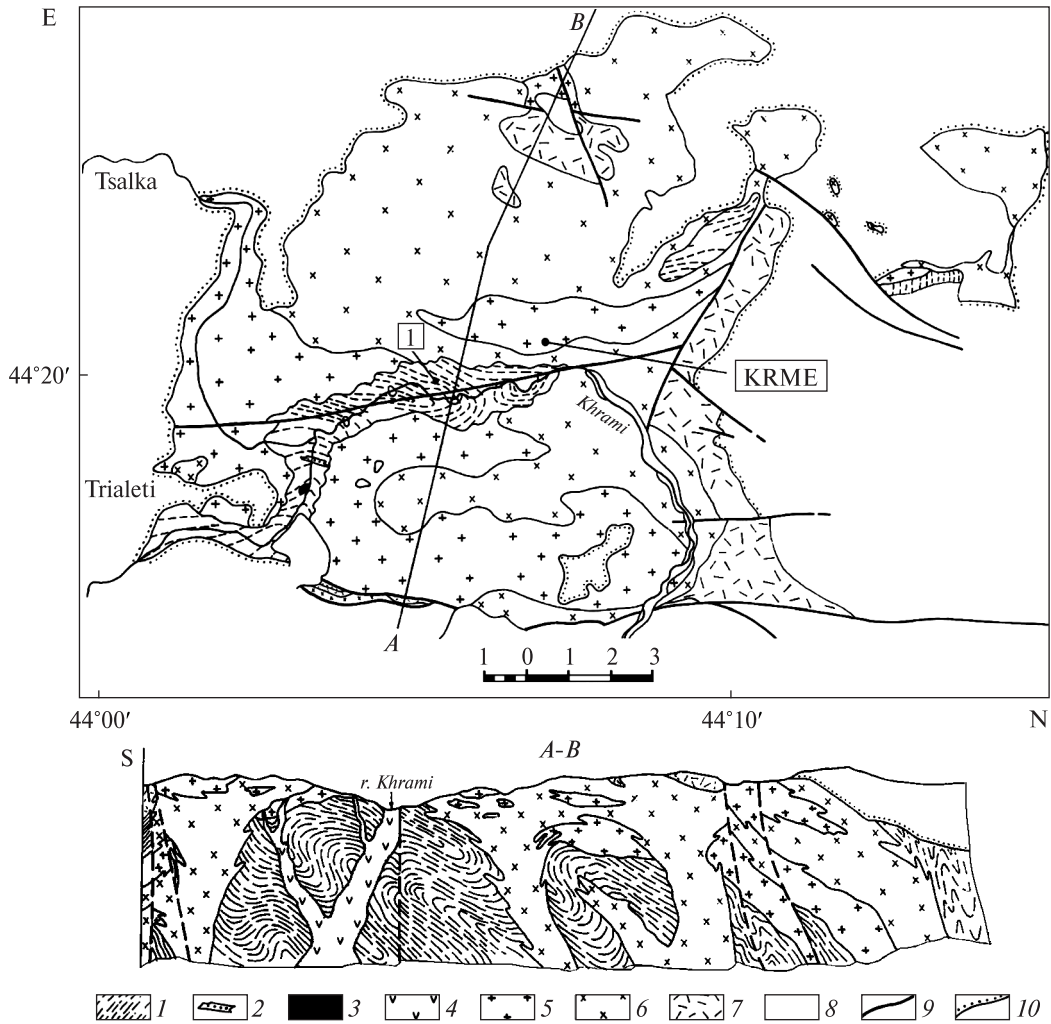 E
B
Tsalka
1
44°20′
KRME
Khrami
Trialeti
A
1 0 1 2 3
44°00′ 44°10′ N
S A-B
r. Khrami
1 2 3 4 5 6 7 8 9 10